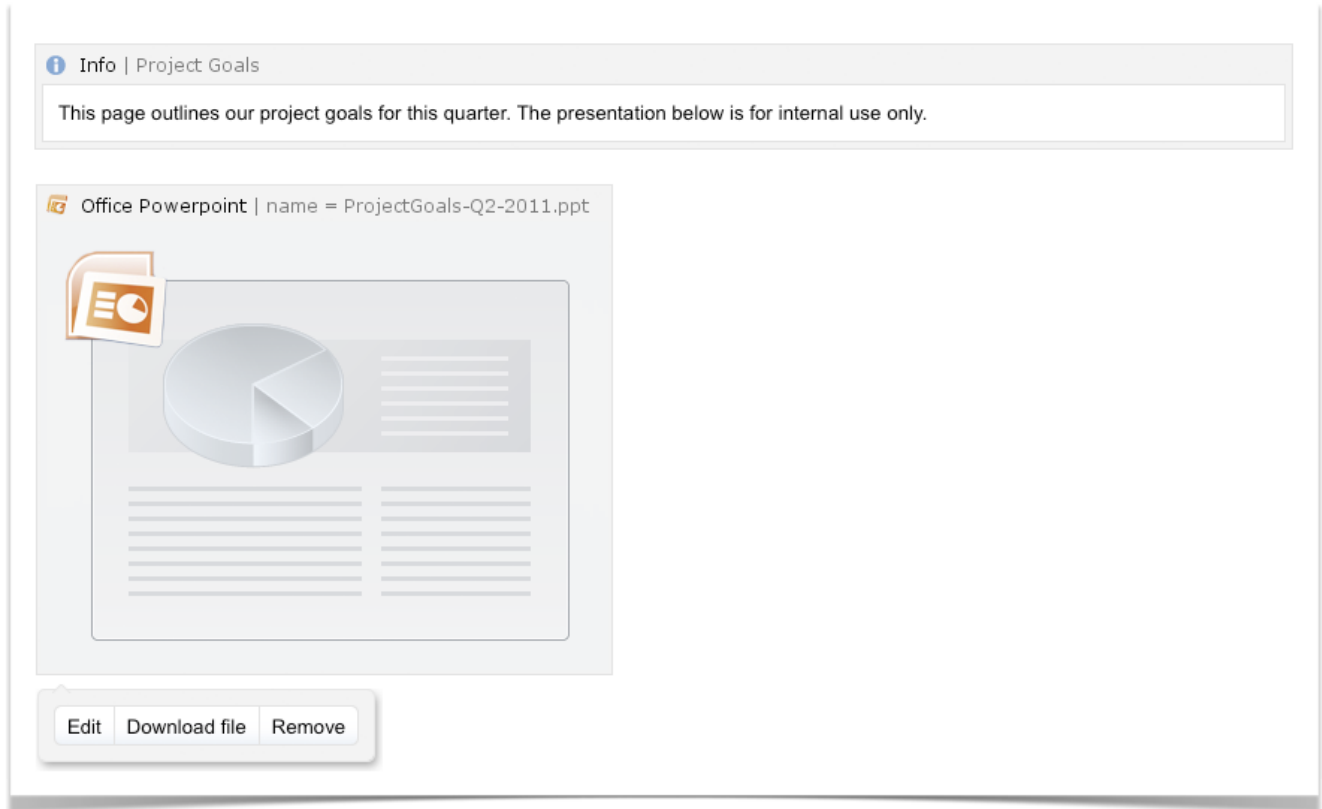 Info | Project Goals
This page outlines our project goals for this quarter. The presentation below is for internal use only.
Office Powerpoint | name = ProjectGoals-Q2-2011.ppt
Edit Download file Remove